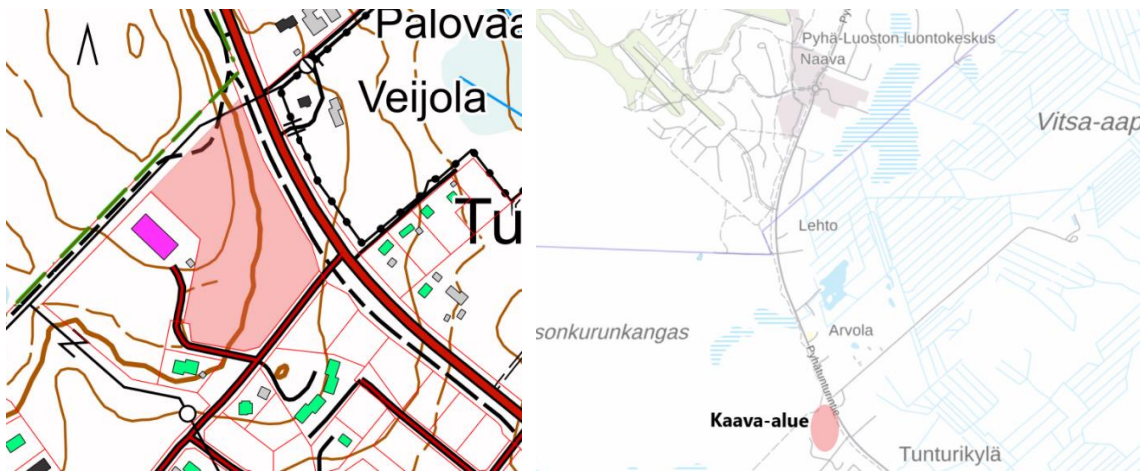 Palovaa
Veijola
Tu
Pyhä-Luoston luontokeskus
Naava
Vitsa-aap
Lehto
sonkurunkangas
Arvola
Pyhätunturintie
Kaava-alue
Tunturikylä